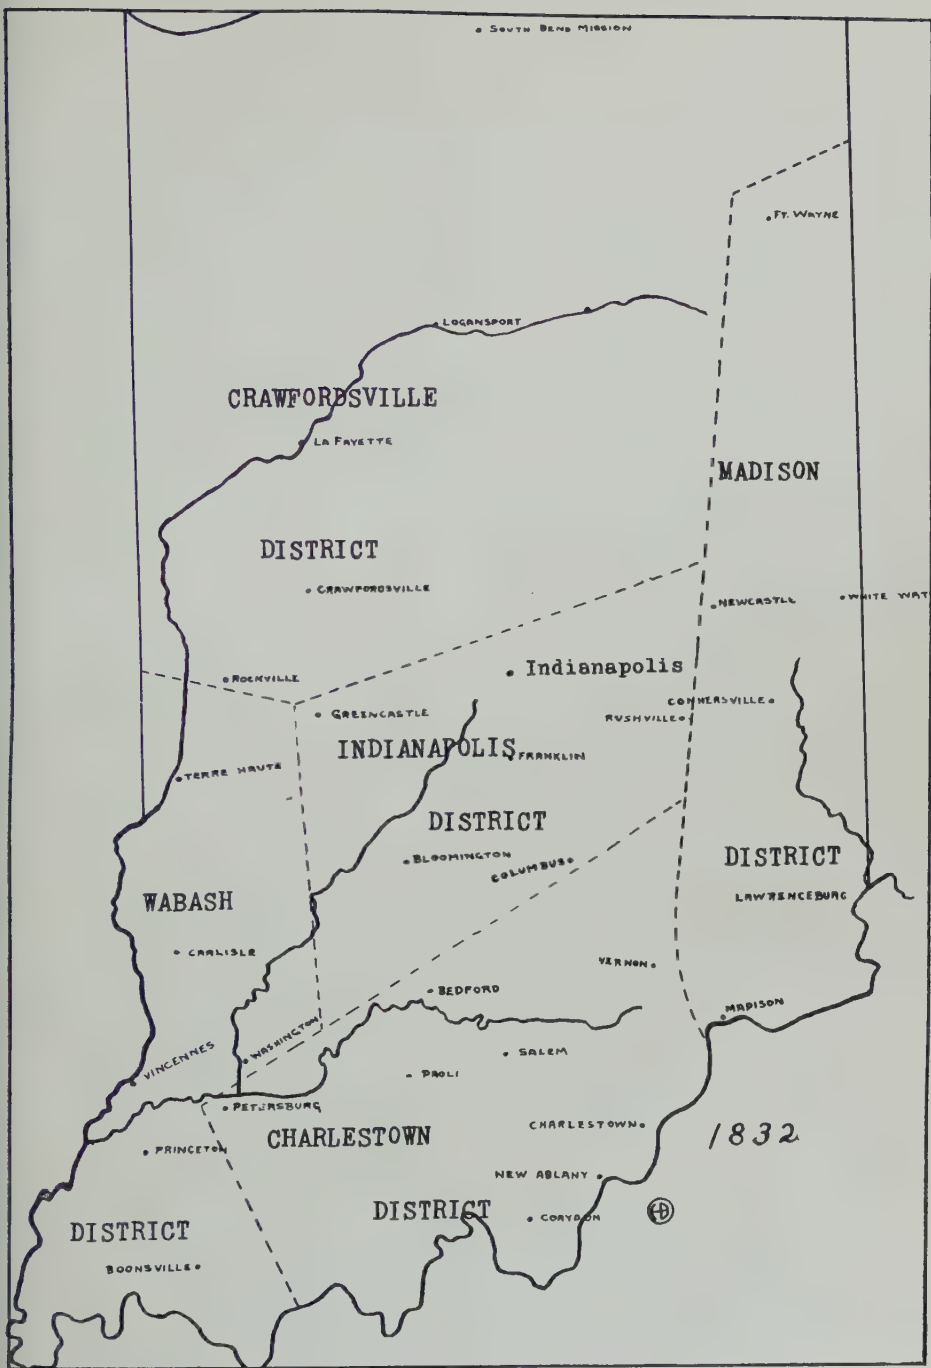 SOUTH BEND MISSION
FT. WAYNE
LOGANSPORT
CRAWFORDSVILLE
LA FAYETTE
MADISON
DISTRICT
CRAWFORDSVILLE
NEWCASTLE
WHITE WAT
ROCKVILLE
Indianapolis
CONNERSVILLE
GREENCASTLE
RUSHVILLE
INDIANAPOLIS
FRANKLIN
TERRE HAUTE
DISTRICT
BLOOMINGTON
COLUMBUS
DISTRICT
WABASH
LAWRENCEBURG
CARLISLE
VERNON
BEDFORD
MADISON
WASHINGTON
VINCENNES
SALEM
PAOLI
PETERSBURG
CHARLESTOWN
CHARLESTOWN
1832
PRINCETON
NEW ABLANY
DISTRICT
CORYDON
HB
DISTRICT
BOONSVILLE